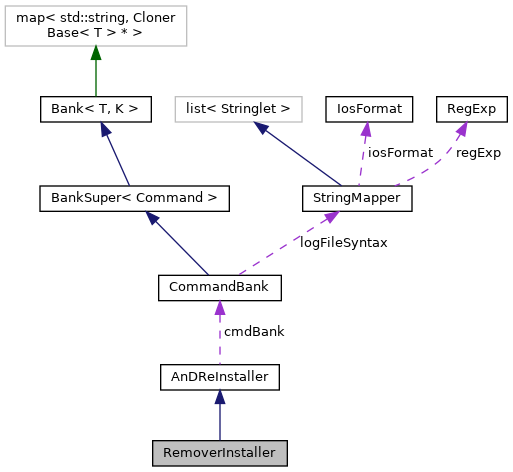 map< std::string, Cloner
Base< T > * >
Bank< T, K >
list< Stringlet >
IosFormat
RegExp
iosFormat
regExp
BankSuper< Command >
StringMapper
logFileSyntax
CommandBank
cmdBank
AnDReInstaller
RemoverInstaller